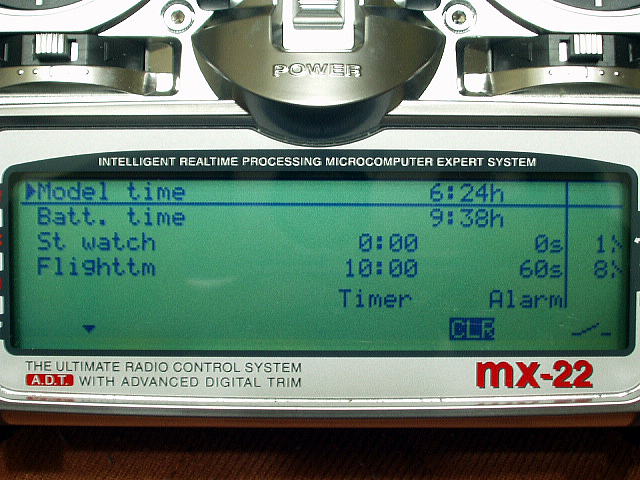 POWER
INTELLIGENT REALTIME PROCESSING MICROCOMPUTER EXPERT SYSTEM
Model time 6:24h
Batt. time 9:38h
St watch 0:00 0s 1
Flighttm 10:00 60s 8
Timer Alarm
CLR
THE ULTIMATE RADIO CONTROL SYSTEM
A.D.T. WITH ADVANCED DIGITAL TRIM
mx-22